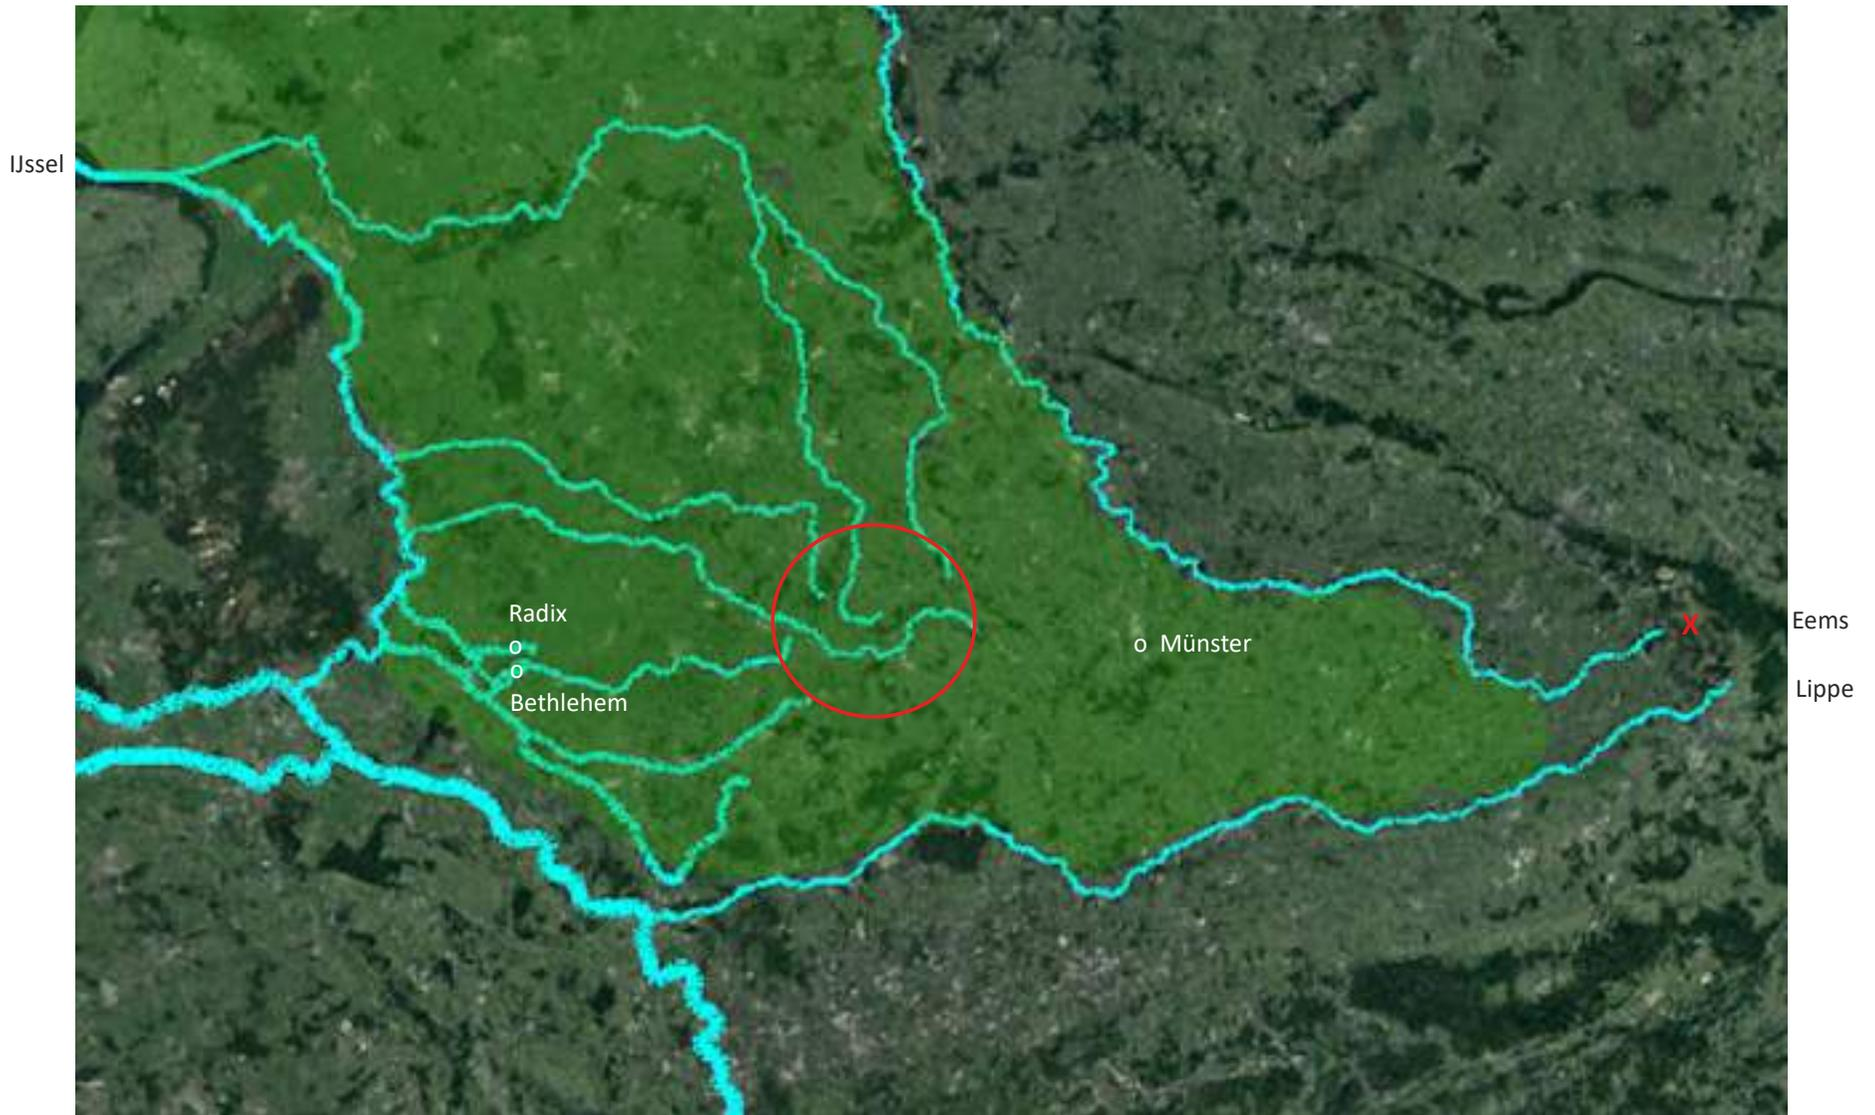 IJssel
Radix
o
o
Bethlehem
o Münster
X
Eems
Lippe